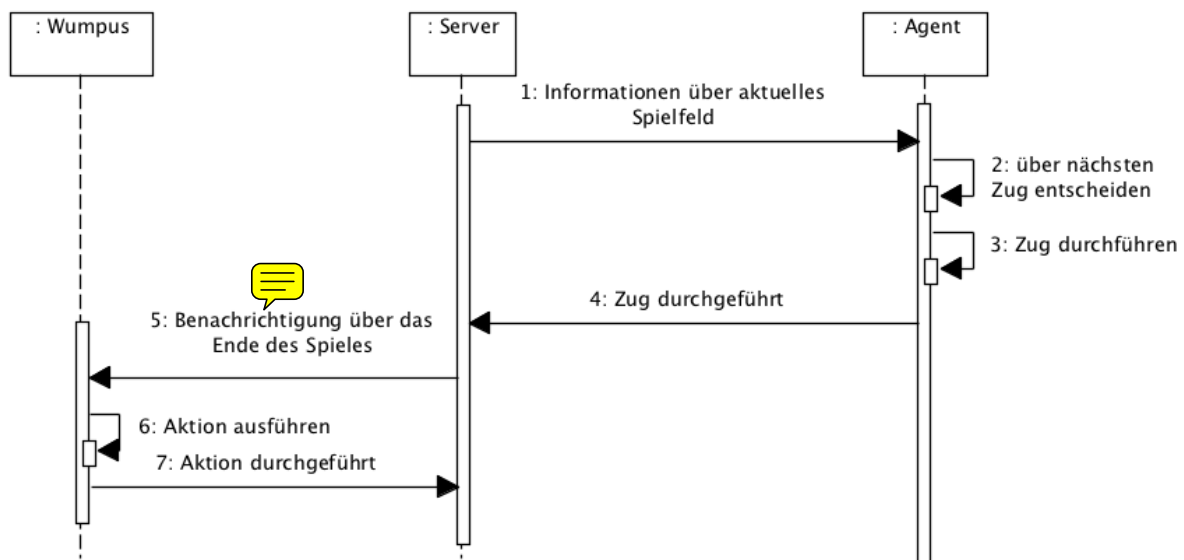 : Wumpus
: Server
: Agent
1: Informationen über aktuelles
Spielfeld
2: über nächsten
Zug entscheiden
3: Zug durchführen
4: Zug durchgeführt
5: Benachrichtigung über das
Ende des Spieles
6: Aktion ausführen
7: Aktion durchgeführt